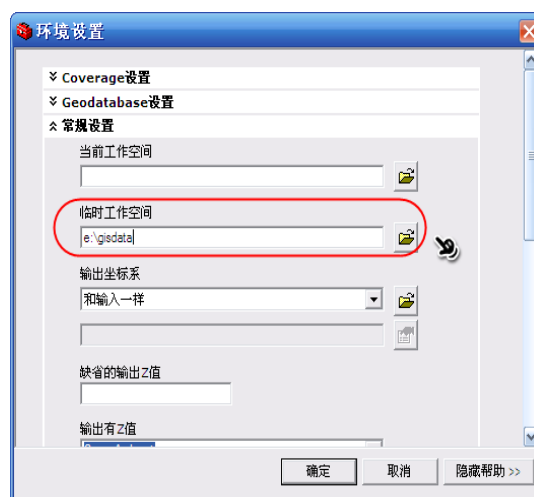 环境设置
Coverage设置
Geodatabase设置
常规设置
当前工作空间
临时工作空间
e:\gisdata
输出坐标系
和输入一样
缺省的输出Z值
输出有Z值
确定
取消
隐藏帮助 >>